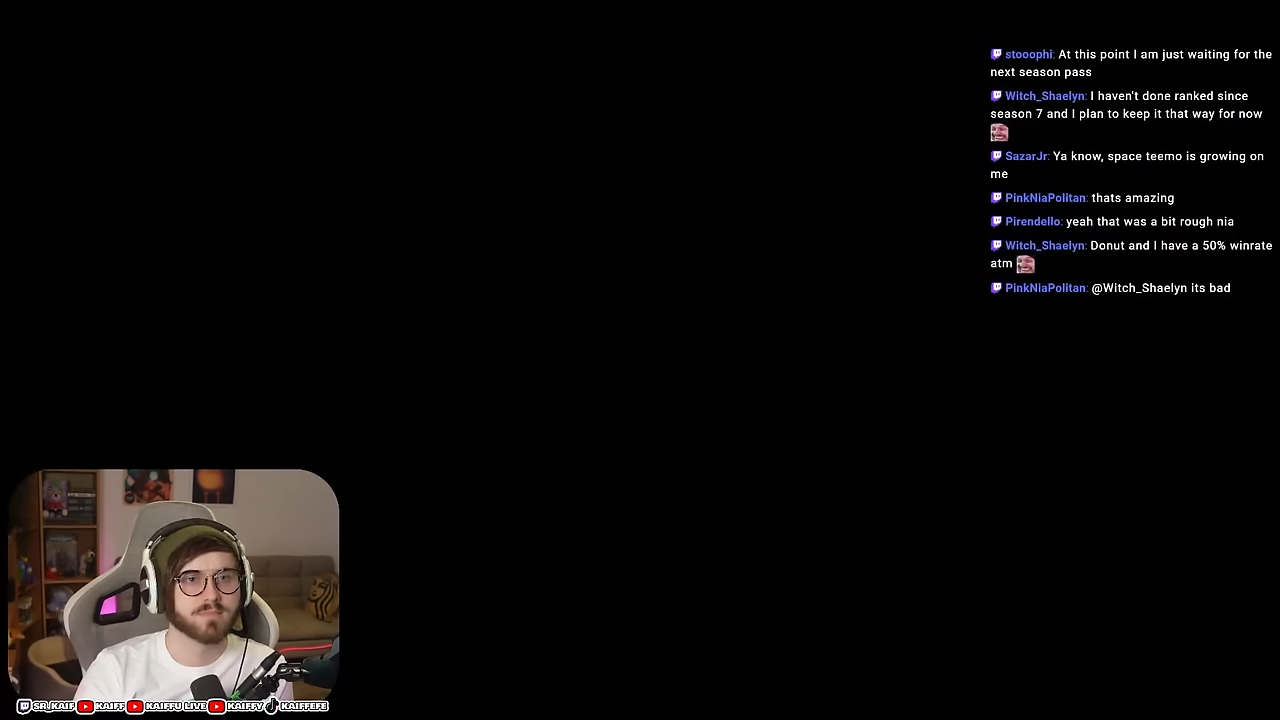 stooophi: At this point I am just waiting for the
next season pass
Witch_Shaelyn: I haven't done ranked since
season 7 and I plan to keep it that way for now
SazarJr: Ya know, space teemo is growing on
me
PinkNiaPolitan: thats amazing
Pirendello: yeah that was a bit rough nia
Witch_Shaelyn: Donut and I have a 50% winrate
atm
PinkNiaPolitan: @Witch_Shaelyn its bad
SR_KAIF KAIFF KAIFFU LIVE KAIFFV KAIFFEFE